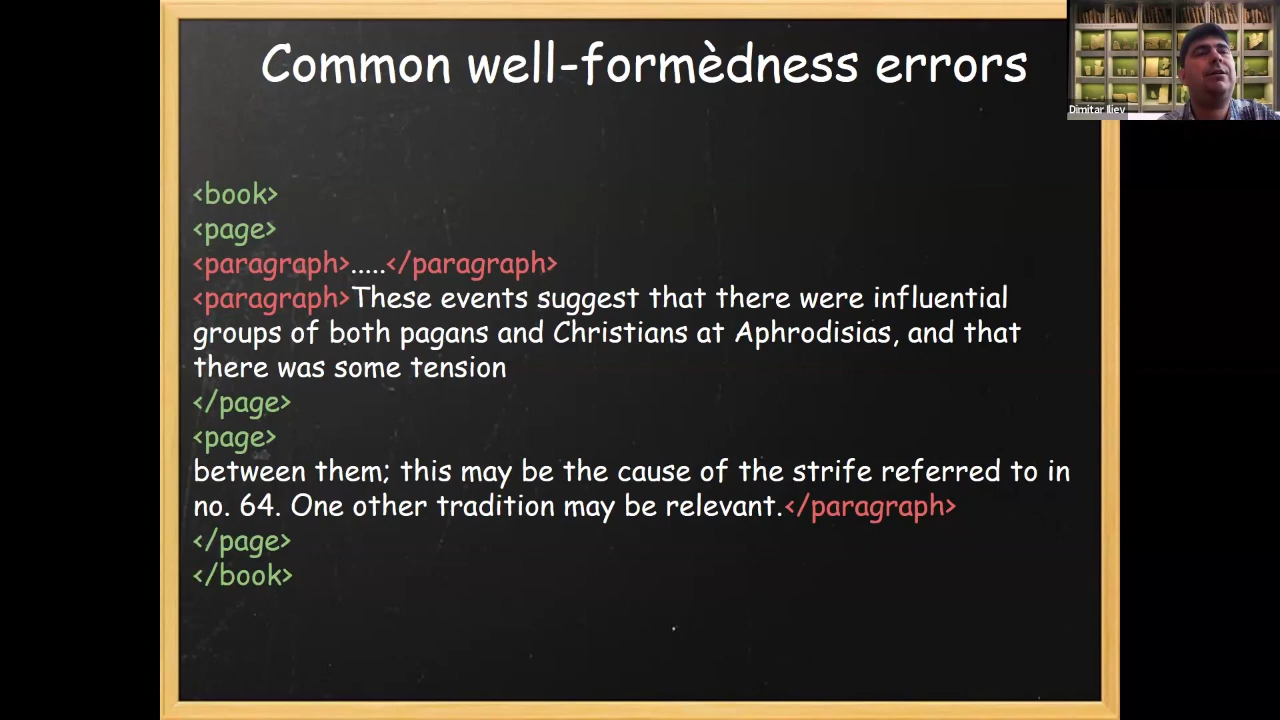 Common well-formèdness errors
Dimitar Iliev
<book>
<page>
<paragraph>.....</paragraph>
<paragraph>These events suggest that there were influential
groups of both pagans and Christians at Aphrodisias, and that
there was some tension
</page>
<page>
between them; this may be the cause of the strife referred to in
no. 64. One other tradition may be relevant.</paragraph>
</page>
</book>